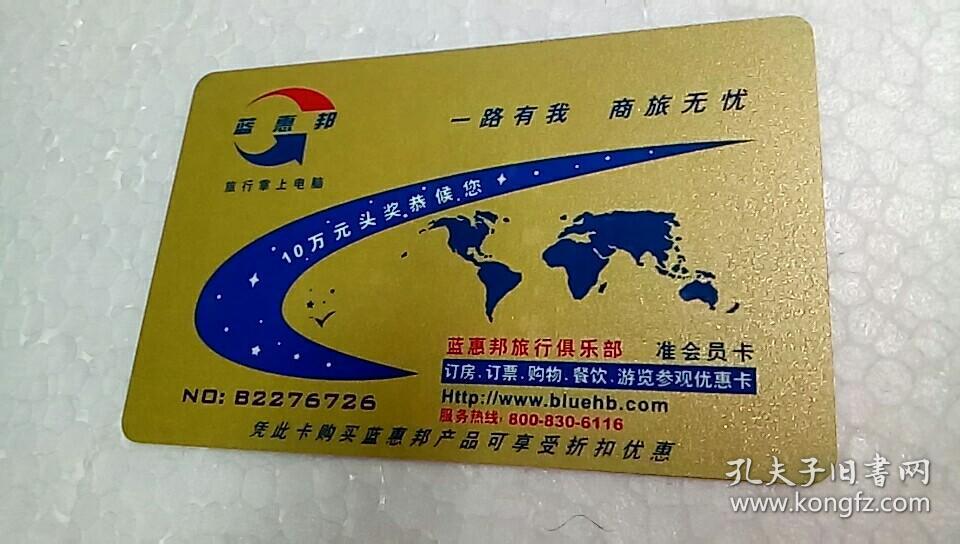 蓝惠邦
旅行掌上电脑
一路有我 商旅无忧
10万元头奖恭候您
蓝惠邦旅行俱乐部 准会员卡
订房、订票、购物、餐饮、游览参观优惠卡
Http://www.bluehb.com
服务热线: 800-830-6116
NO: B2276726
凭此卡购买蓝惠邦产品可享受折扣优惠
孔夫子旧书网
www.kongfz.com